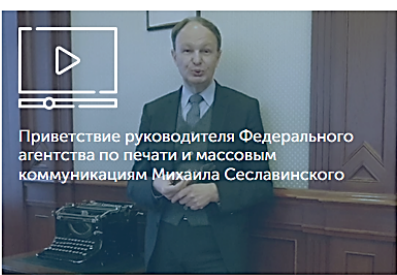 Приветствие руководителя Федерального
агентства по печати и массовым
коммуникациям Михаила Сеславинского